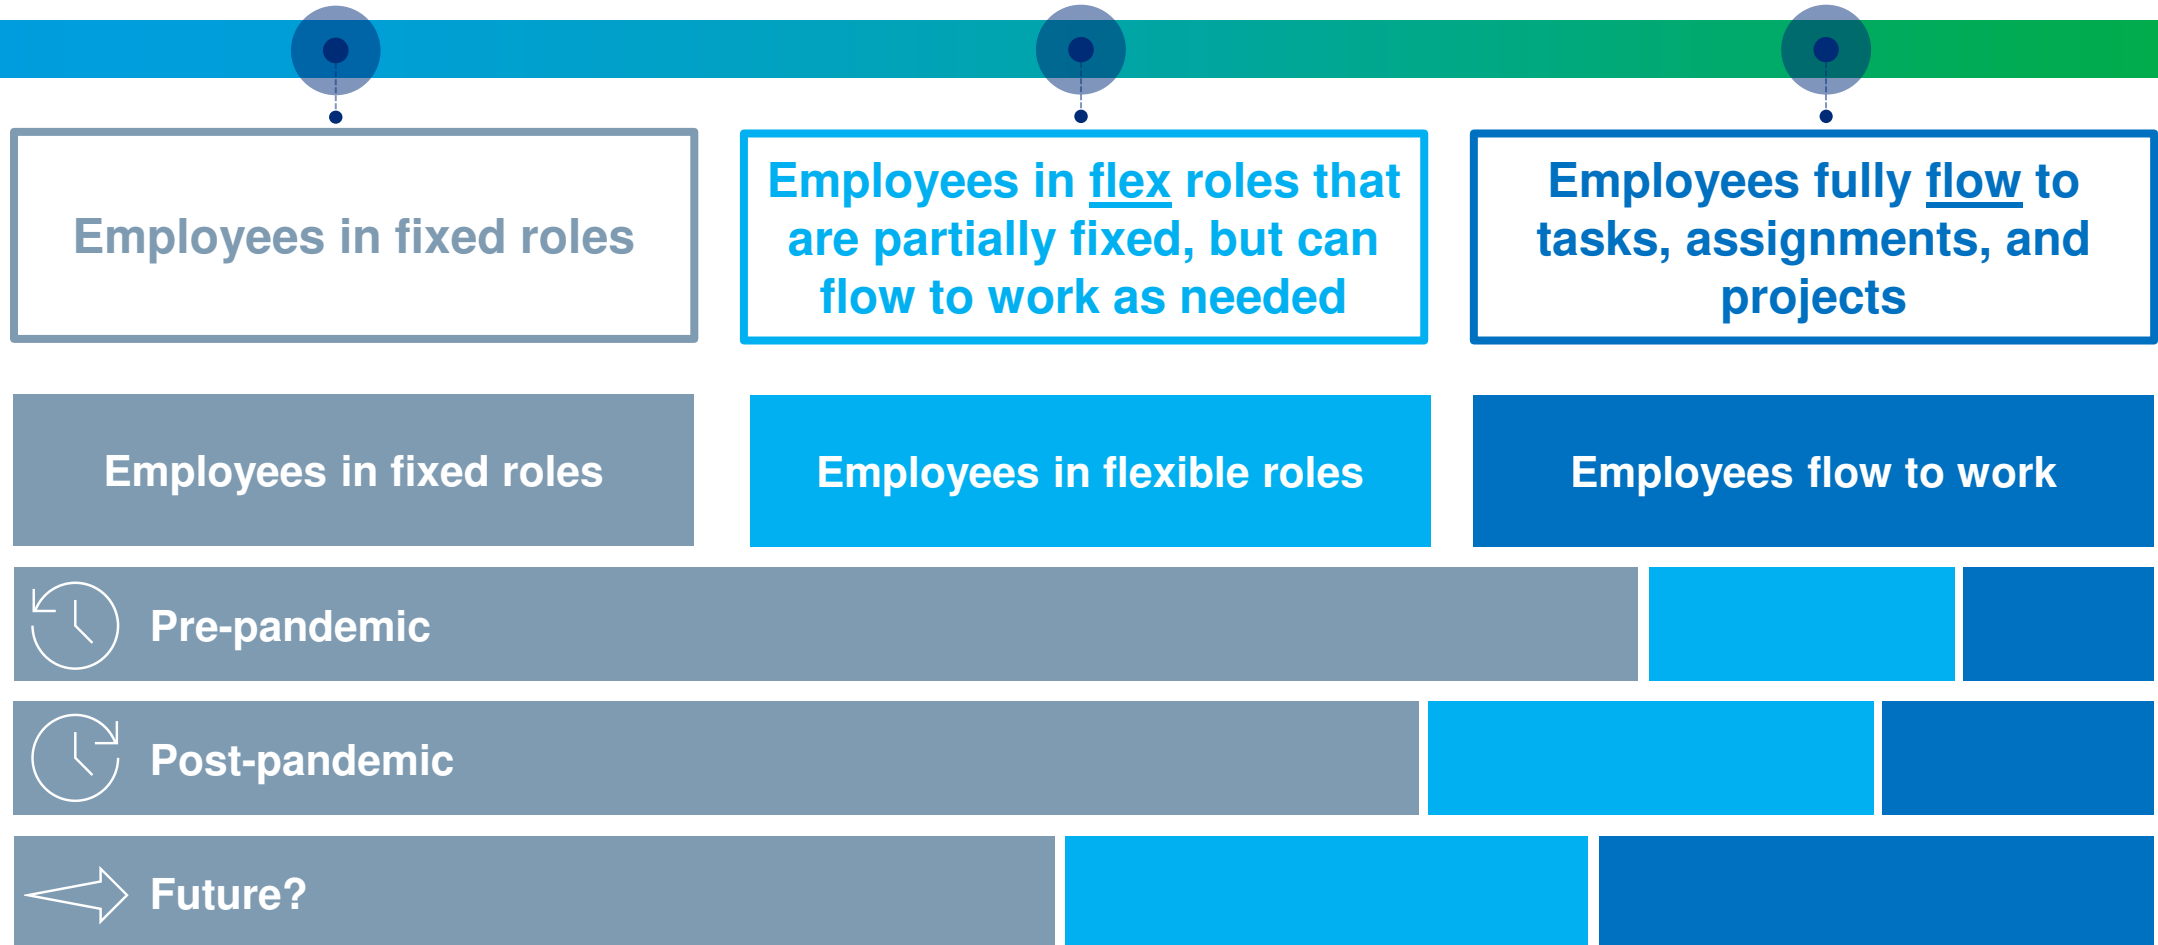 Employees in fixed roles
Employees in flex roles that
are partially fixed, but can
flow to work as needed
Employees fully flow to
tasks, assignments, and
projects
Employees in fixed roles
Employees in flexible roles
Employees flow to work
Pre-pandemic
Post-pandemic
Future?